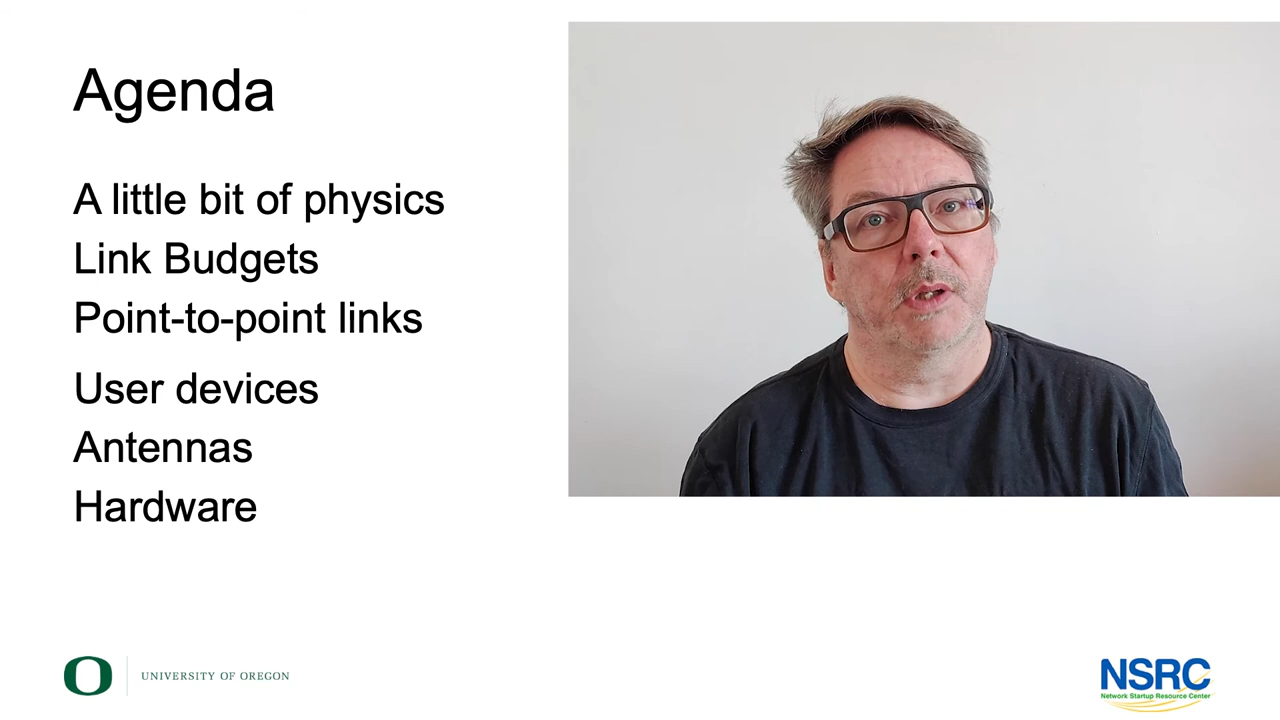 Agenda
A little bit of physics
Link Budgets
Point-to-point links
User devices
Antennas
Hardware
O
UNIVERSITY OF OREGON
NSRC
Network Startup Resource Center